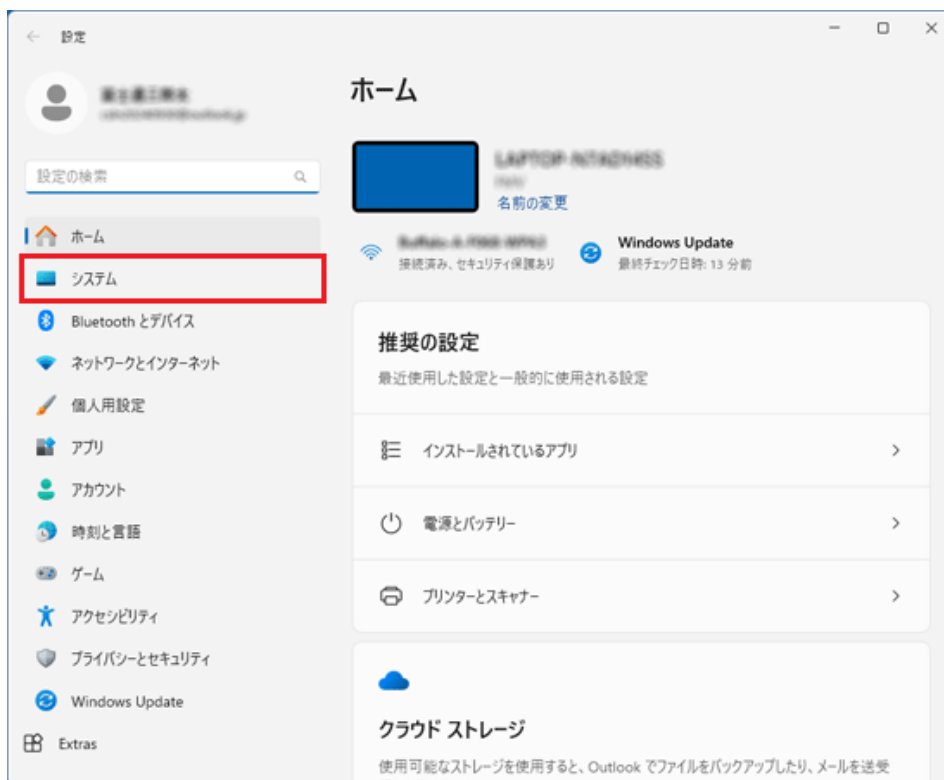 設定
ホーム
名前の変更
設定の検索
接続済み、セキュリティ保護あり
Windows Update
最終チェック日時: 13 分前
ホーム
システム
Bluetooth とデバイス
ネットワークとインターネット
個人用設定
アプリ
アカウント
時刻と言語
ゲーム
アクセシビリティ
プライバシーとセキュリティ
Windows Update
Extras
推奨の設定
最近使用した設定と一般的に使用される設定
インストールされているアプリ
電源とバッテリー
プリンターとスキャナー
クラウド ストレージ
使用可能なストレージを使用すると、Outlook でファイルをバックアップしたり、メールを送受